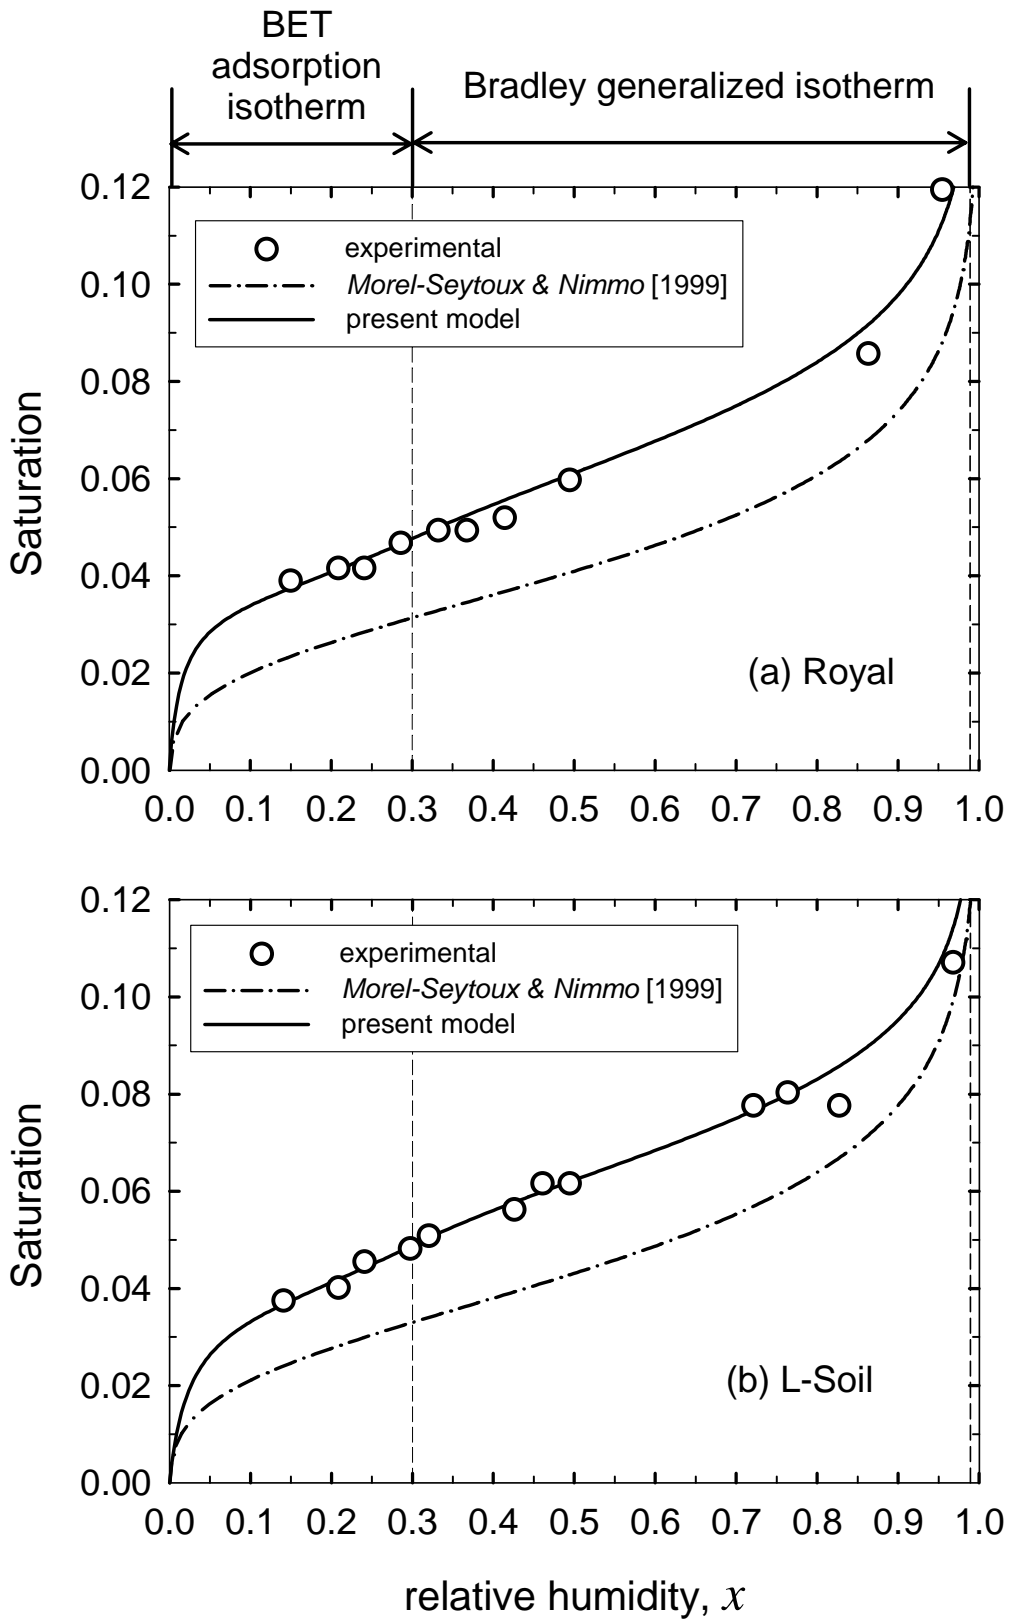 BET
adsorption
isotherm
Bradley generalized isotherm
0.12
0.10
0.08
0.06
0.04
0.02
0.00
Saturation
experimental
Morel-Seytoux & Nimmo [1999]
present model
(a) Royal
0.0 0.1 0.2 0.3 0.4 0.5 0.6 0.7 0.8 0.9 1.0
0.12
0.10
0.08
0.06
0.04
0.02
0.00
Saturation
experimental
Morel-Seytoux & Nimmo [1999]
present model
(b) L-Soil
0.0 0.1 0.2 0.3 0.4 0.5 0.6 0.7 0.8 0.9 1.0
relative humidity, x